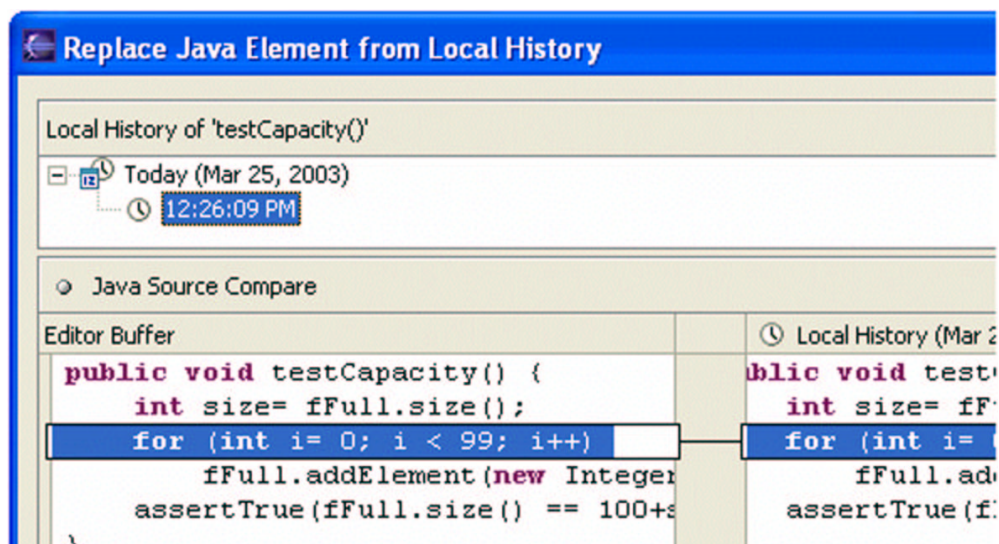 Replace Java Element from Local History
Local History of 'testCapacity()'
Today (Mar 25, 2003)
12:26:09 PM
Java Source Compare
Editor Buffer
public void testCapacity() {
int size= fFull.size();
for (int i= 0; i < 99; i++)
fFull.addElement(new Integer
assertTrue(fFull.size() == 100+s
}
Local History (Mar 2
blic void test
int size= fF
for (int i=
fFull.ad
assertTrue(f